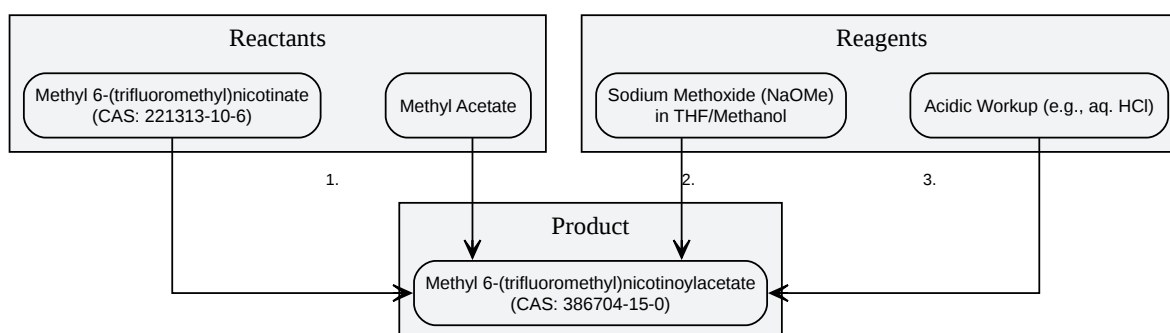 Reactants
Reagents
Methyl 6-(trifluoromethyl)nicotinate
(CAS: 221313-10-6)
Methyl Acetate
Sodium Methoxide (NaOMe)
in THF/Methanol
Acidic Workup (e.g., aq. HCl)
1.
2.
3.
Product
Methyl 6-(trifluoromethyl)nicotinoylacetate
(CAS: 386704-15-0)